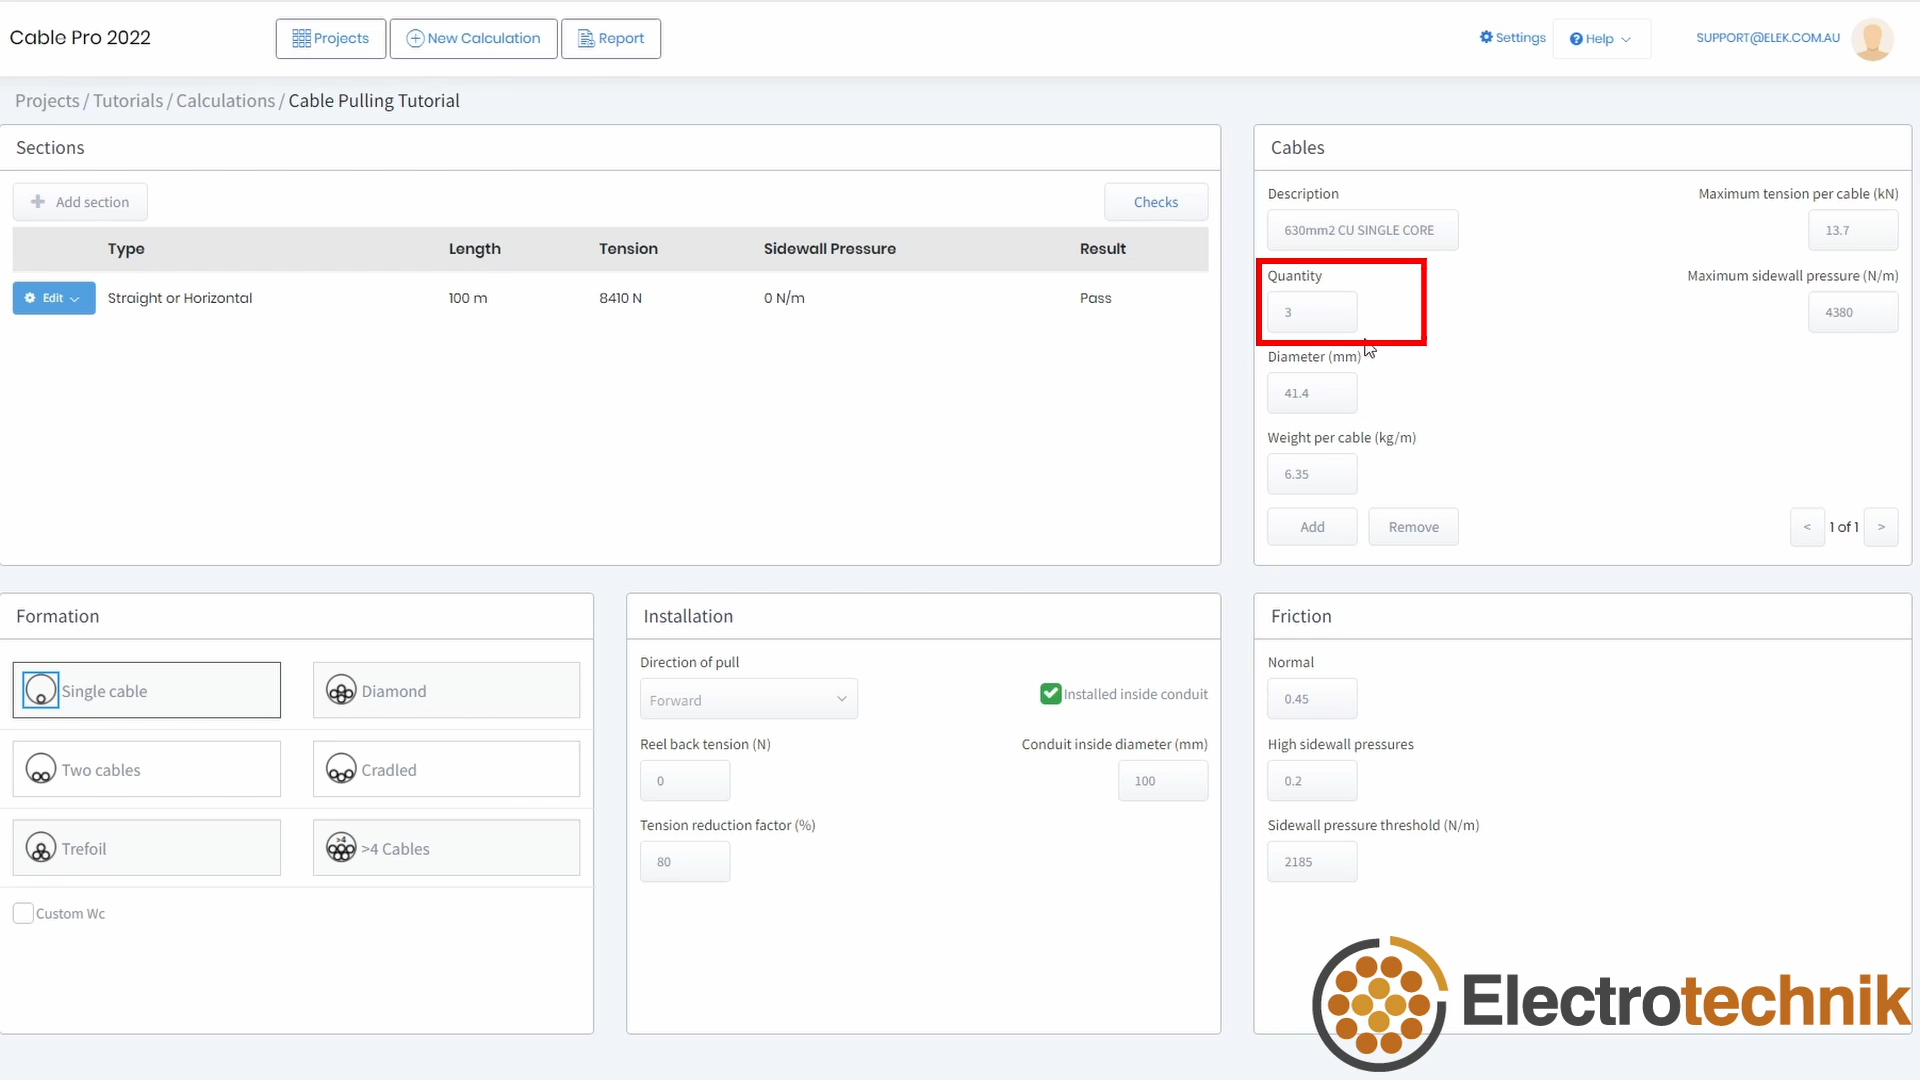 Cable Pro 2022
Projects
New Calculation
Report
Settings
Help
SUPPORT@ELEK.COM.AU
Projects / Tutorials / Calculations / Cable Pulling Tutorial
Sections
Add section
Checks
Type Length Tension Sidewall Pressure Result
Edit Straight or Horizontal 100 m 8410 N 0 N/m Pass
Cables
Description
Maximum tension per cable (kN)
630mm2 CU SINGLE CORE
13.7
Quantity
Maximum sidewall pressure (N/m)
3
4380
Diameter (mm)
41.4
Weight per cable (kg/m)
6.35
Add
Remove
< 1 of 1 >
Formation
Single cable
Diamond
Two cables
Cradled
Trefoil
>4
>4 Cables
Custom Wc
Installation
Direction of pull
Forward
Installed inside conduit
Reel back tension (N)
Conduit inside diameter (mm)
0
100
Tension reduction factor (%)
80
Friction
Normal
0.45
High sidewall pressures
0.2
Sidewall pressure threshold (N/m)
2185
Electrotechnik